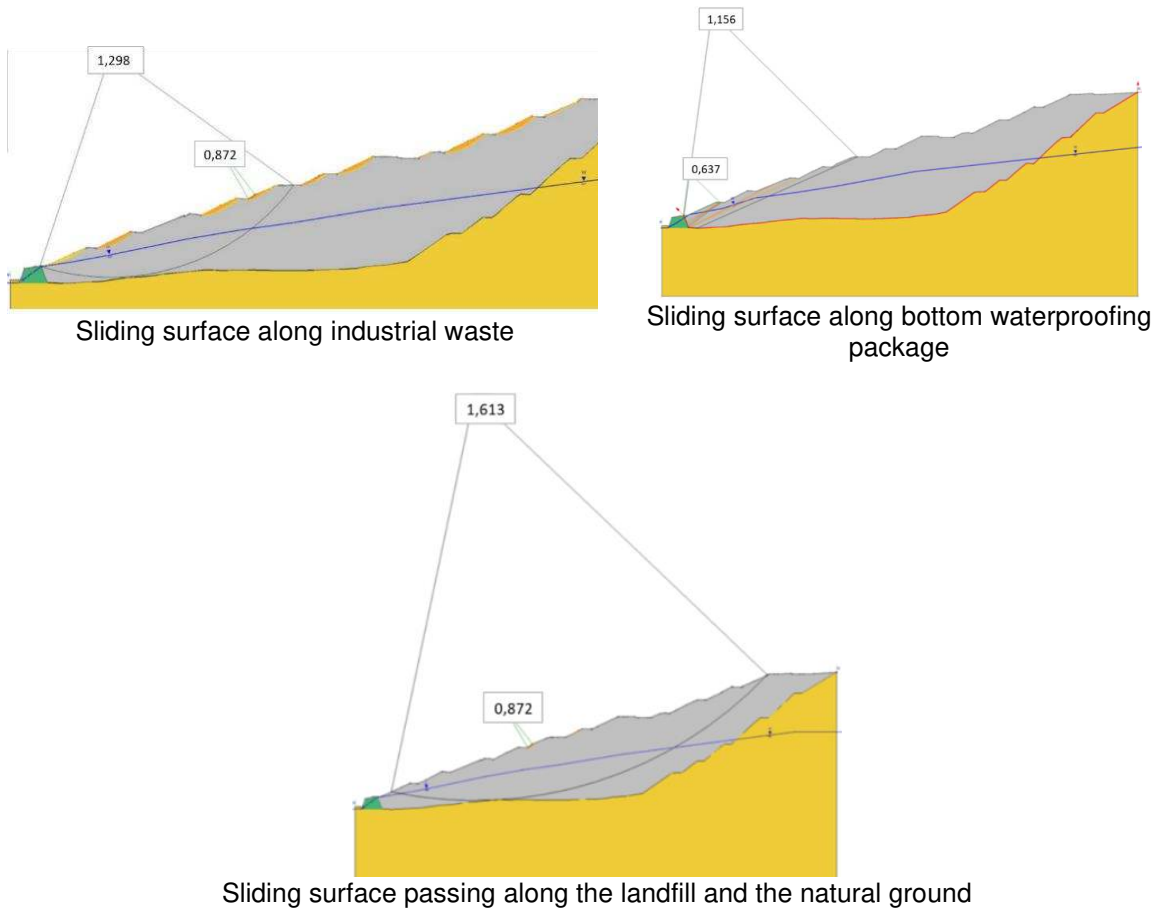 1,298
0,872
Sliding surface along industrial waste
1,156
0,637
Sliding surface along bottom waterproofing
package
1,613
0,872
Sliding surface passing along the landfill and the natural ground